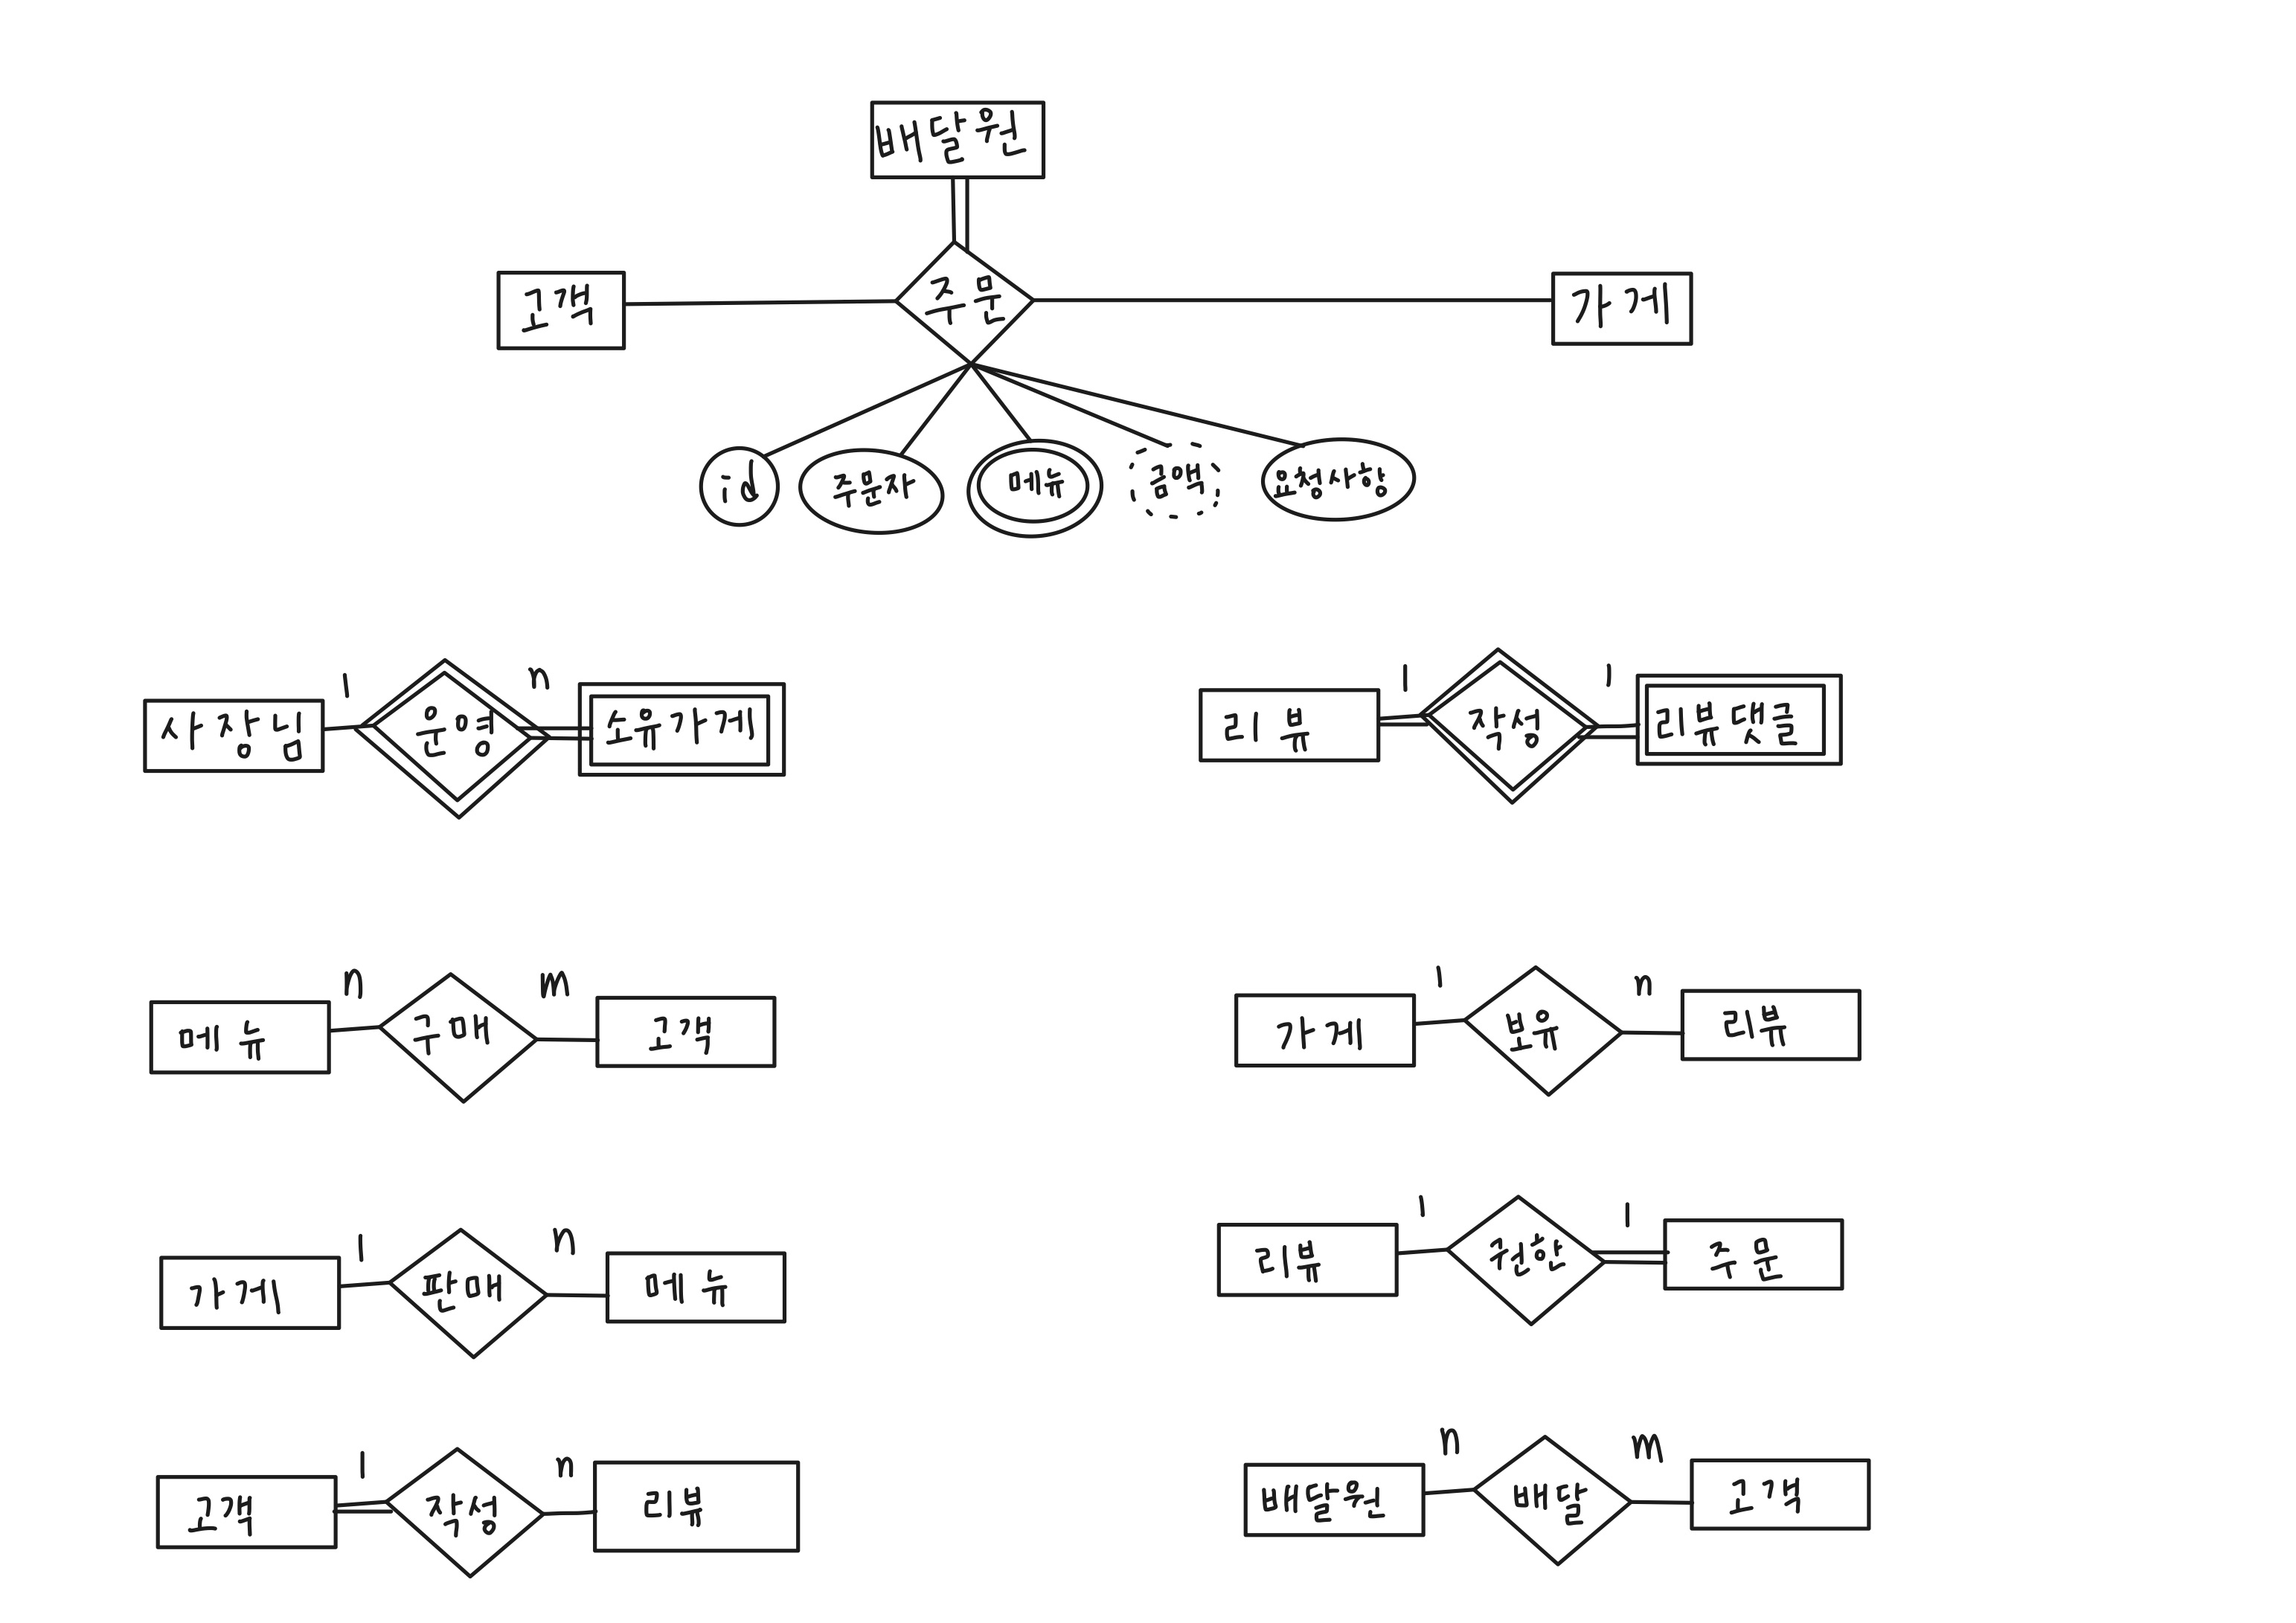 배달원
고객
주문
가게
id
주문자
메뉴
금액
요청사항
1
n
사장님
운영
소유가게
1
1
리뷰
작성
리뷰댓글
n
m
메뉴
구매
고객
1
n
가게
보유
리뷰
1
n
가게
판매
메뉴
1
1
리뷰
권한
주문
1
n
고객
작성
리뷰
n
m
배달원
배달
고객